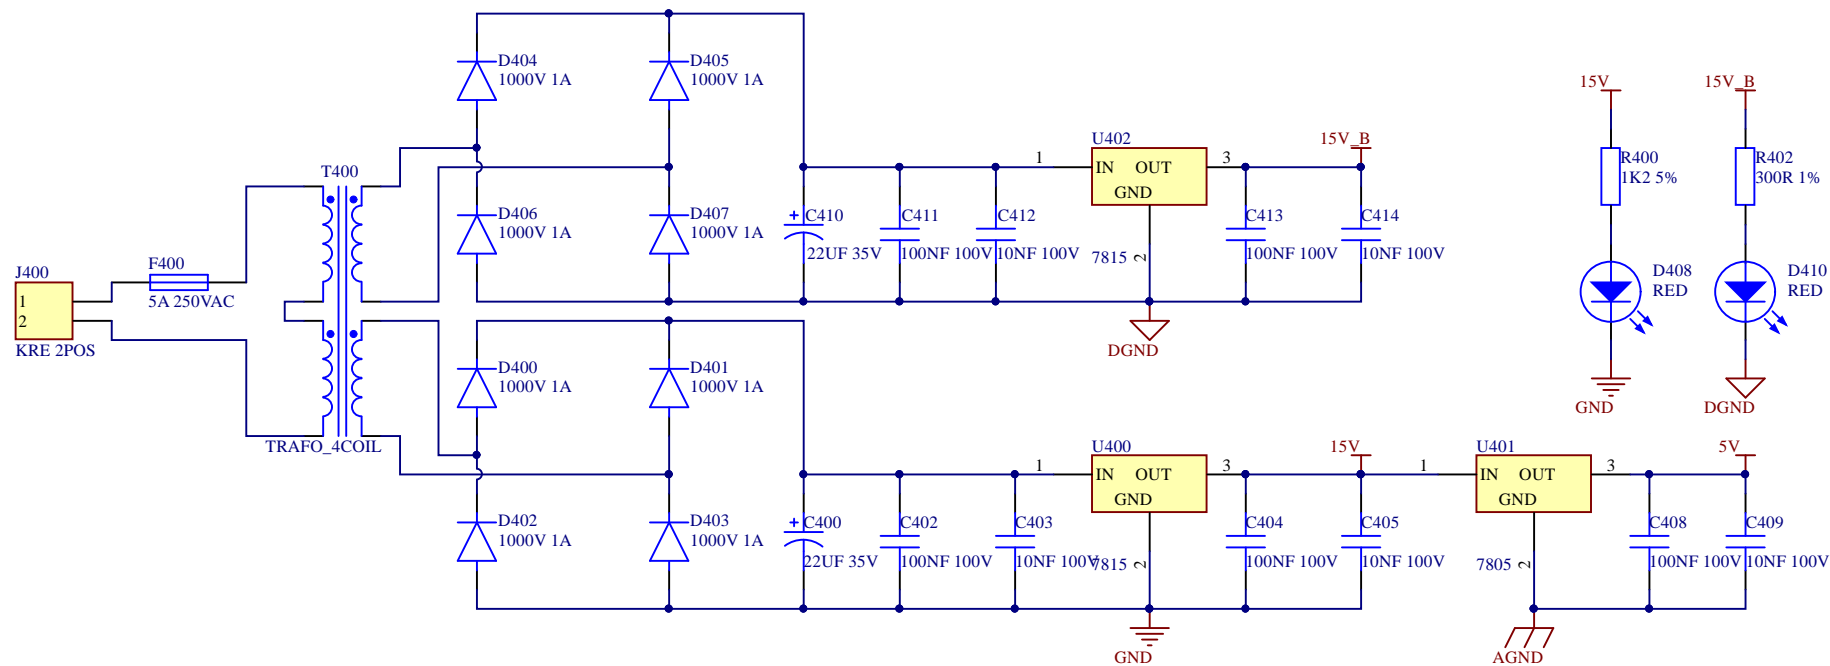 J400
1
2
KRE 2POS
F400
5A 250VAC
T400
TRAFO_4COIL
D404
1000V 1A
D405
1000V 1A
D406
1000V 1A
D407
1000V 1A
+
C410
22UF 35V
C411
100NF 100V
C412
10NF 100V
U402
1
IN OUT
3
GND
7815
2
DGND
C413
100NF 100V
15V_B
C414
10NF 100V
D400
1000V 1A
D401
1000V 1A
D402
1000V 1A
D403
1000V 1A
+
C400
22UF 35V
C402
100NF 100V
C403
10NF 100V
U400
1
IN OUT
3
GND
7815
2
GND
C404
100NF 100V
15V
C405
10NF 100V
U401
1
IN OUT
3
GND
7805
2
AGND
C408
100NF 100V
5V
C409
10NF 100V
15V
R400
1K2 5%
D408
RED
GND
15V_B
R402
300R 1%
D410
RED
DGND